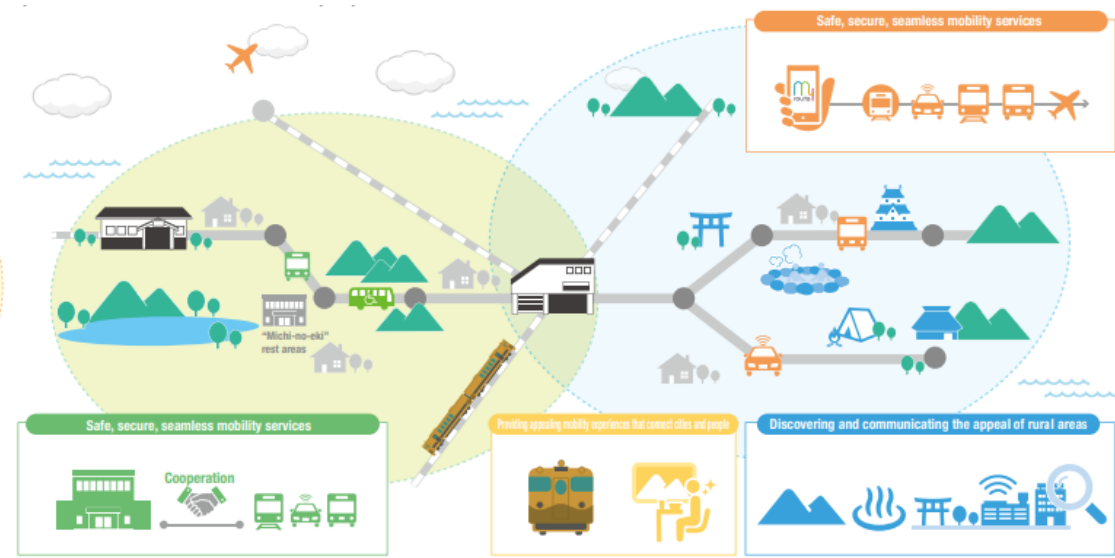 Safe, secure, seamless mobility services
m
route
"Michi-no-eki"
rest areas
Safe, secure, seamless mobility services
Cooperation
Providing appealing mobility experiences that connect cities and people
Discovering and communicating the appeal of rural areas